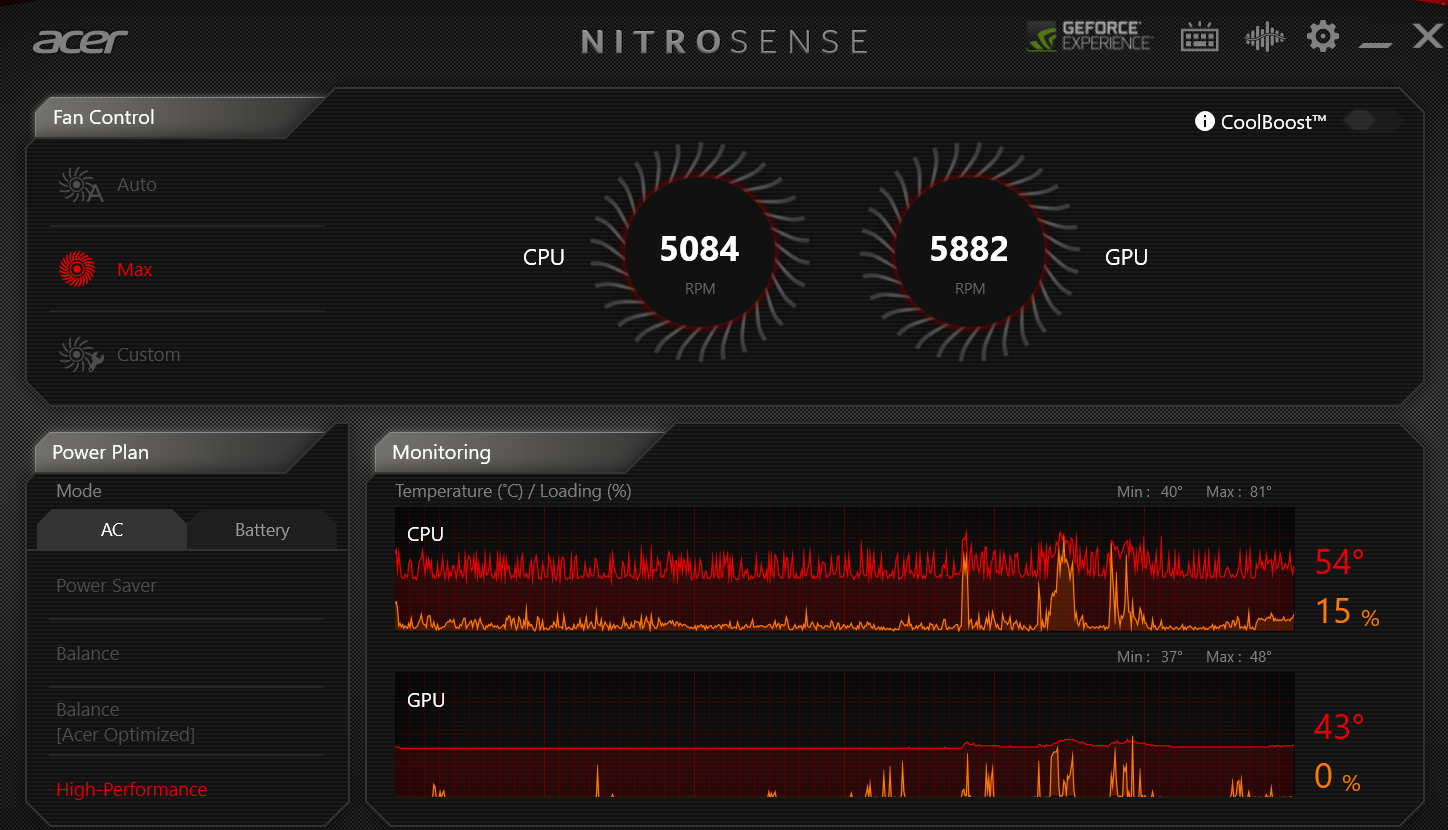 acer
NITROSENSE
GEFORCE
EXPERIENCE
Fan Control
CoolBoost™
Auto
Max
Custom
CPU
5084
RPM
5882
RPM
GPU
Power Plan
Mode
AC
Battery
Power Saver
Balance
Balance
[Acer Optimized]
High-Performance
Monitoring
Temperature (˚C) / Loading (%)
Min : 40° Max : 81°
CPU
54°
15 %
Min : 37° Max : 48°
GPU
43°
0 %